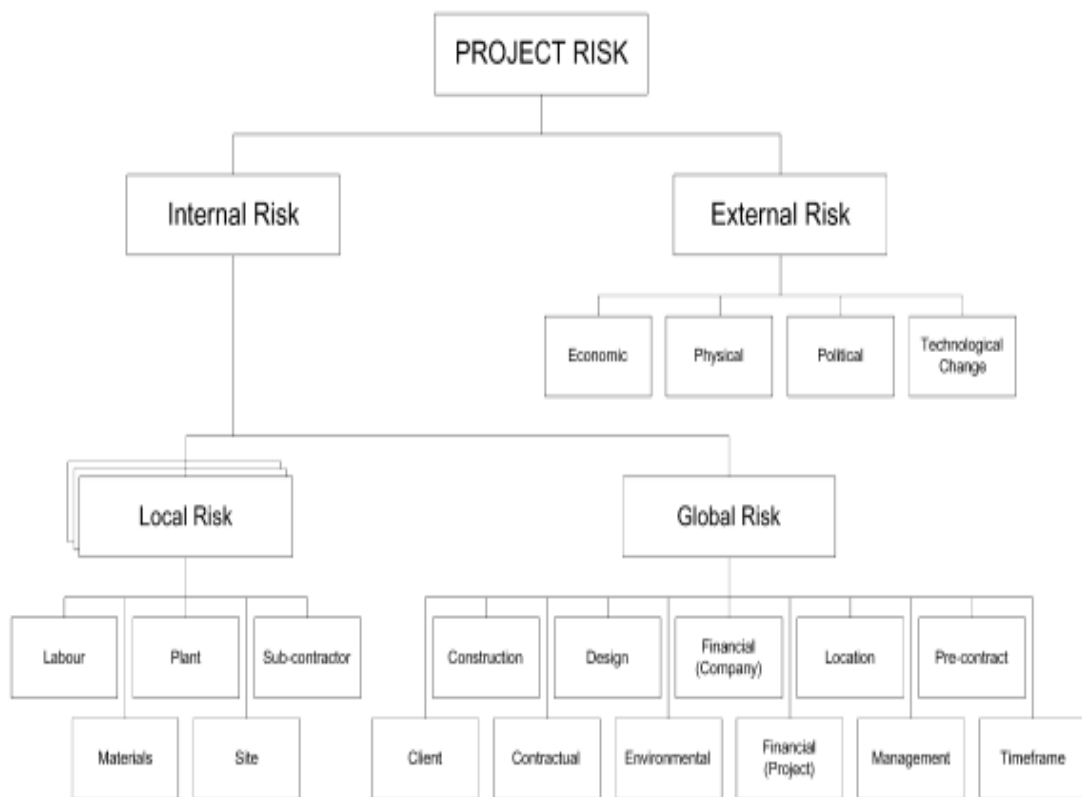 PROJECT RISK
Internal Risk
External Risk
Economic
Physical
Political
Technological
Change
Local Risk
Global Risk
Labour
Plant
Sub-contractor
Construction
Design
Financial
(Company)
Location
Pre-contract
Materials
Site
Client
Contractual
Environmental
Financial
(Project)
Management
Timeframe